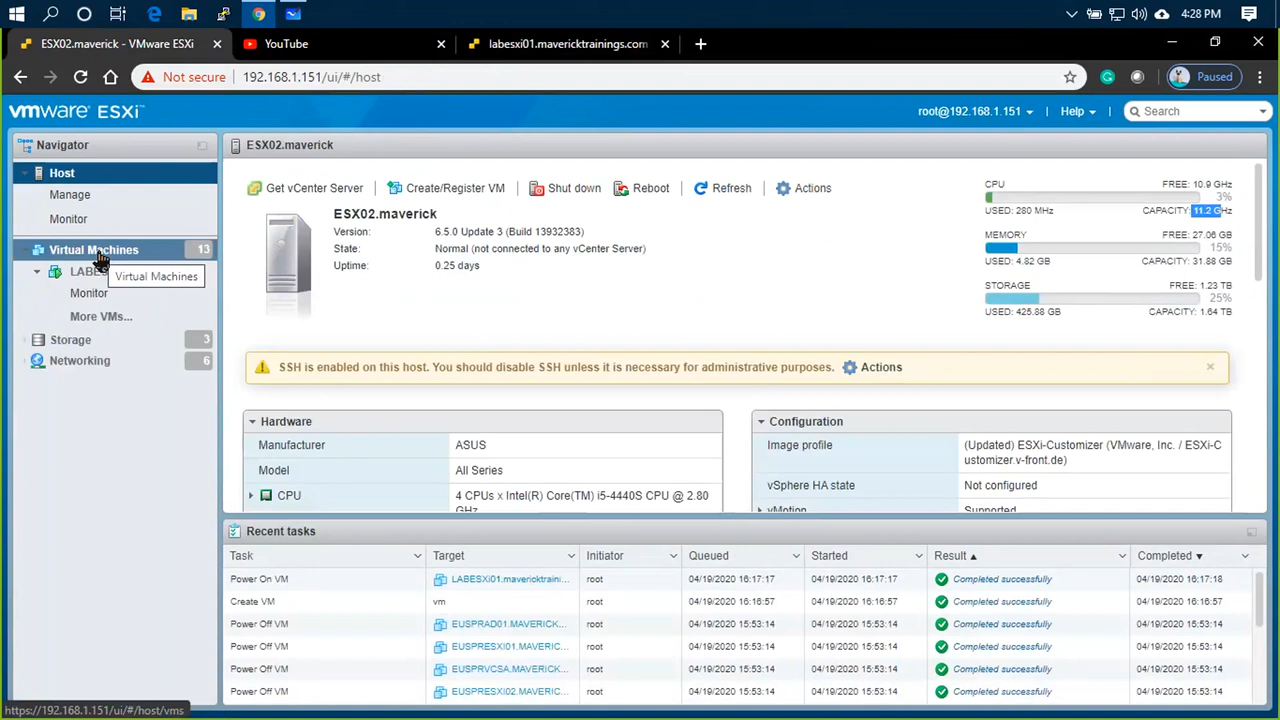 4:28 PM
ESX02.maverick - VMware ESXi
YouTube
labesxi01.mavericktrainings.com
Not secure
192.168.1.151/ui/#/host
Paused
vmware ESXi™
root@192.168.1.151
Help
Search
Navigator
Host
Manage
Monitor
Virtual Machines
13
LABES
Virtual Machines
Monitor
More VMs...
Storage
3
Networking
6
ESX02.maverick
Get vCenter Server
Create/Register VM
Shut down
Reboot
Refresh
Actions
ESX02.maverick
Version: 6.5.0 Update 3 (Build 13932383)
State: Normal (not connected to any vCenter Server)
Uptime: 0.25 days
CPU FREE: 10.9 GHz
3%
USED: 280 MHz CAPACITY: 11.2 GHz
MEMORY FREE: 27.06 GB
15%
USED: 4.82 GB CAPACITY: 31.88 GB
STORAGE FREE: 1.23 TB
25%
USED: 425.88 GB CAPACITY: 1.64 TB
SSH is enabled on this host. You should disable SSH unless it is necessary for administrative purposes. Actions
Hardware
Manufacturer ASUS
Model All Series
CPU 4 CPUs x Intel(R) Core(TM) i5-4440S CPU @ 2.80
GHz
Configuration
Image profile (Updated) ESXi-Customizer (VMware, Inc. / ESXi-C
ustomizer.v-front.de)
vSphere HA state Not configured
vMotion Supported
Recent tasks
Task Target Initiator Queued Started Result Completed
Power On VM LABESXi01.mavericktraini... root 04/19/2020 16:17:17 04/19/2020 16:17:17 Completed successfully 04/19/2020 16:17:18
Create VM vm root 04/19/2020 16:16:57 04/19/2020 16:16:57 Completed successfully 04/19/2020 16:16:57
Power Off VM EUSPRAD01.MAVERICK... root 04/19/2020 15:53:14 04/19/2020 15:53:14 Completed successfully 04/19/2020 15:53:14
Power Off VM EUSPRESXI01.MAVERIC... root 04/19/2020 15:53:14 04/19/2020 15:53:14 Completed successfully 04/19/2020 15:53:14
Power Off VM EUSPRVCSA.MAVERICK... root 04/19/2020 15:53:14 04/19/2020 15:53:14 Completed successfully 04/19/2020 15:53:14
Power Off VM EUSPRESXI02.MAVERIC... root 04/19/2020 15:53:14 04/19/2020 15:53:14 Completed successfully 04/19/2020 15:53:14
https://192.168.1.151/ui/#/host/vms